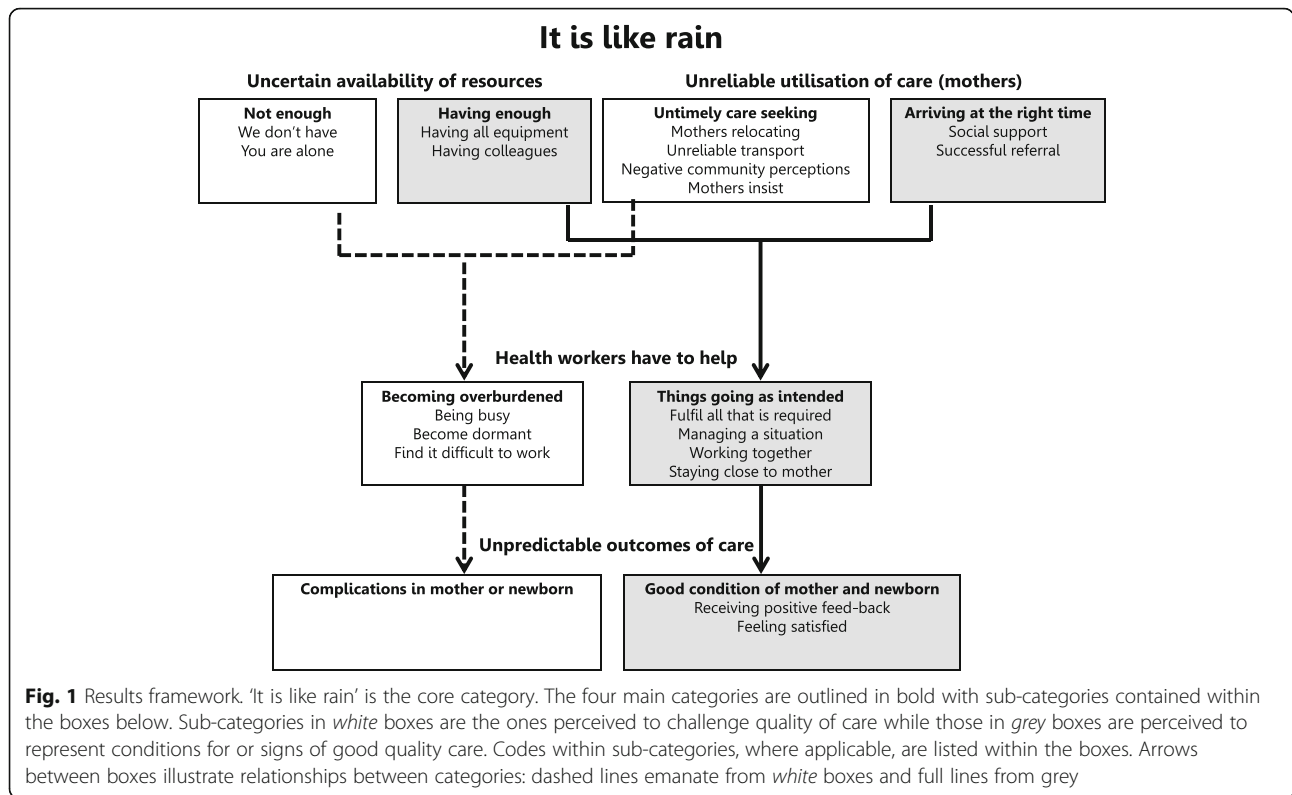 It is like rain
Uncertain availability of resources
Unreliable utilisation of care (mothers)
Not enough
We don't have
You are alone
Having enough
Having all equipment
Having colleagues
Untimely care seeking
Mothers relocating
Unreliable transport
Negative community perceptions
Mothers insist
Arriving at the right time
Social support
Successful referral
Health workers have to help
Becoming overburdened
Being busy
Become dormant
Find it difficult to work
Things going as intended
Fulfil all that is required
Managing a situation
Working together
Staying close to mother
Unpredictable outcomes of care
Complications in mother or newborn
Good condition of mother and newborn
Receiving positive feed-back
Feeling satisfied
Fig. 1 Results framework. ‘It is like rain’ is the core category. The four main categories are outlined in bold with sub-categories contained within
the boxes below. Sub-categories in white boxes are the ones perceived to challenge quality of care while those in grey boxes are perceived to
represent conditions for or signs of good quality care. Codes within sub-categories, where applicable, are listed within the boxes. Arrows
between boxes illustrate relationships between categories: dashed lines emanate from white boxes and full lines from grey